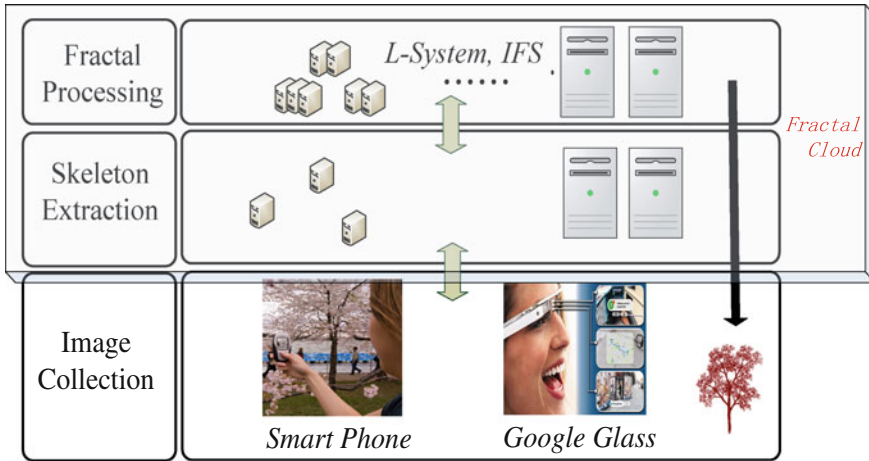 Fractal
Processing
L-System, IFS
...... .
Fractal
Cloud
Skeleton
Extraction
Image
Collection
Smart Phone
Google Glass